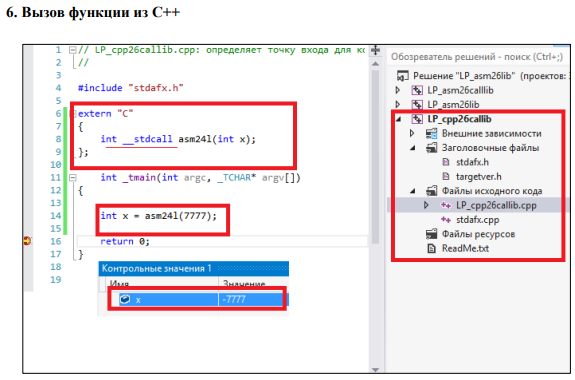 6. Вызов функции из C++
1 // LP_cpp26callib.cpp: определяет точку входа для ко
2 //
3
4 #include "stdafx.h"
5
6 extern "C"
7 {
8 int __stdcall asm24l(int x);
9 };
10
11 int _tmain(int argc, _TCHAR* argv[])
12 {
13
14 int x = asm24l(7777);
15
16 return 0;
17 }
18
19
Контрольные значения 1
Имя Значение
x -7777
Обозреватель решений - поиск (Ctrl+;)
Решение "LP_asm26lib" (проектов:
LP_asm26calllib
LP_asm26lib
LP_cpp26callib
Внешние зависимости
Заголовочные файлы
stdafx.h
targetver.h
Файлы исходного кода
LP_cpp26callib.cpp
stdafx.cpp
Файлы ресурсов
ReadMe.txt